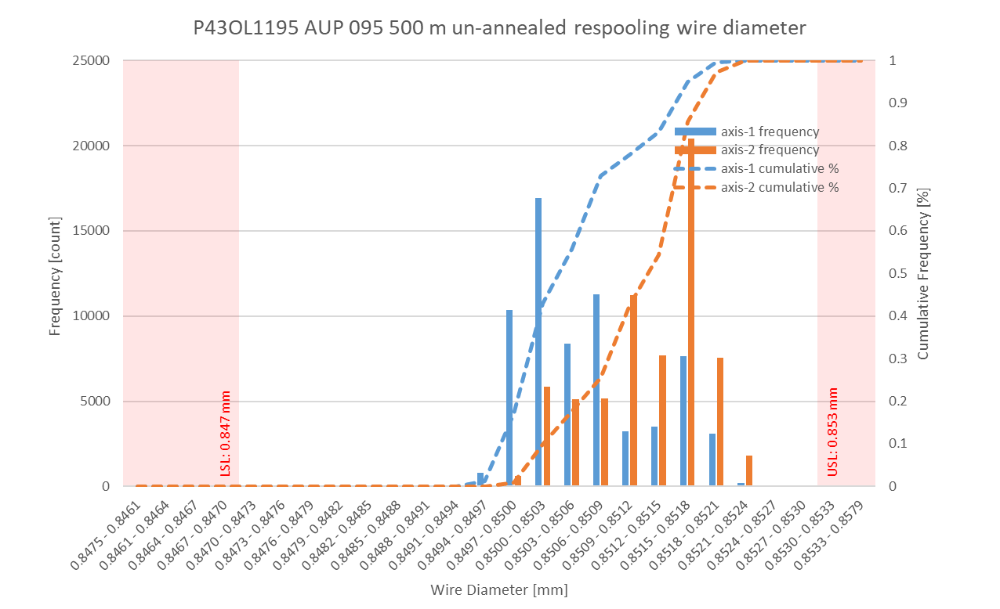 P43OL1195 AUP 095 500 m un-annealed respooling wire diameter
25000
20000
15000
10000
5000
0
Frequency [count]
1
0.9
0.8
0.7
0.6
0.5
0.4
0.3
0.2
0.1
0
Cumulative Frequency [%]
axis-1 frequency
axis-2 frequency
axis-1 cumulative %
axis-2 cumulative %
LSL: 0.847 mm
USL: 0.853 mm
0.8475 - 0.8461
0.8461 - 0.8464
0.8464 - 0.8467
0.8467 - 0.8470
0.8470 - 0.8473
0.8473 - 0.8476
0.8476 - 0.8479
0.8479 - 0.8482
0.8482 - 0.8485
0.8485 - 0.8488
0.8488 - 0.8491
0.8491 - 0.8494
0.8494 - 0.8497
0.8497 - 0.8500
0.8500 - 0.8503
0.8503 - 0.8506
0.8506 - 0.8509
0.8509 - 0.8512
0.8512 - 0.8515
0.8515 - 0.8518
0.8518 - 0.8521
0.8521 - 0.8524
0.8524 - 0.8527
0.8527 - 0.8530
0.8530 - 0.8533
0.8533 - 0.8579
Wire Diameter [mm]